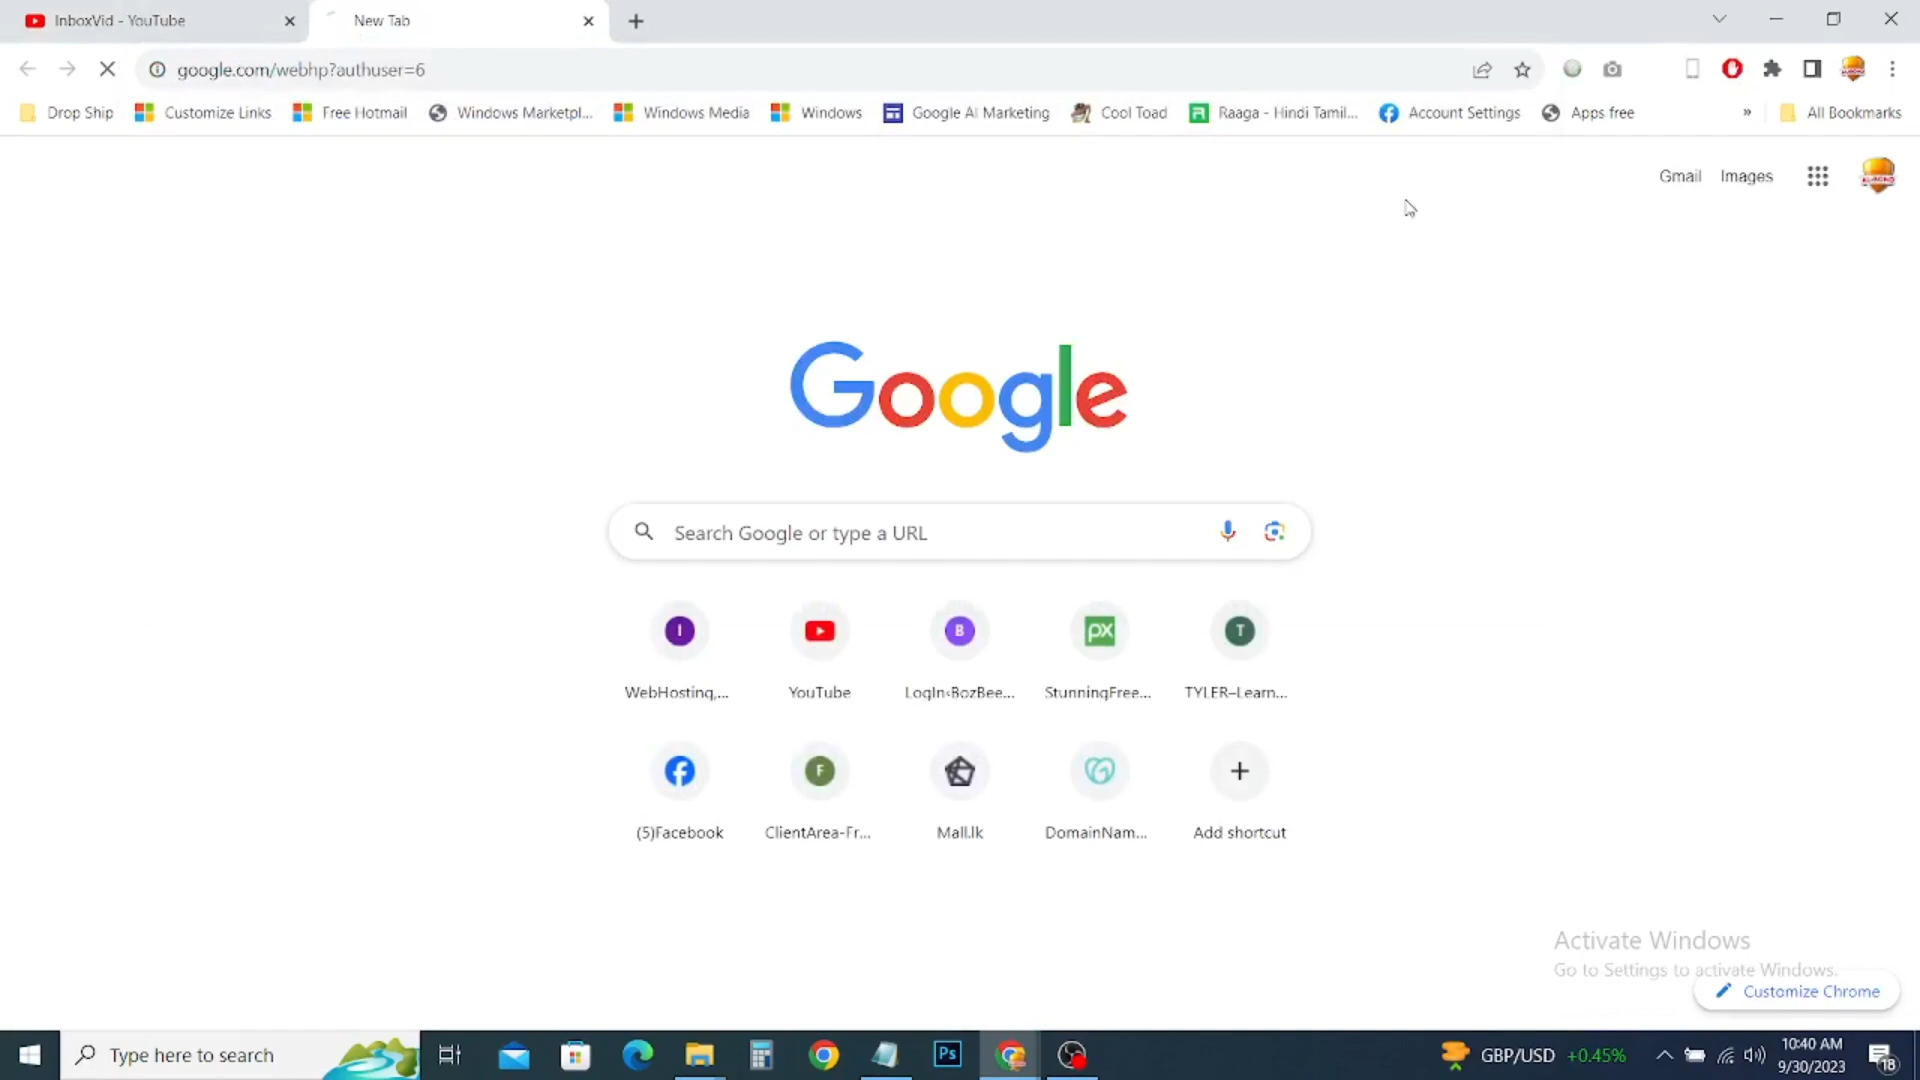 InboxVid - YouTube
New Tab
google.com/webhp?authuser=6
Drop Ship
Customize Links
Free Hotmail
Windows Marketpl...
Windows Media
Windows
Google AI Marketing
Cool Toad
Raaga - Hindi Tamil...
Account Settings
Apps free
»
All Bookmarks
Gmail
Images
Google
Search Google or type a URL
I
B
px
T
WebHosting,...
YouTube
LogIn‹BozBee...
StunningFree...
TYLER–Learn...
F
(5)Facebook
ClientArea-Fr...
Mall.lk
DomainNam...
Add shortcut
Activate Windows
Go to Settings to activate Windows.
Customize Chrome
Type here to search
Ps
GBP/USD +0.45%
10:40 AM
9/30/2023
18